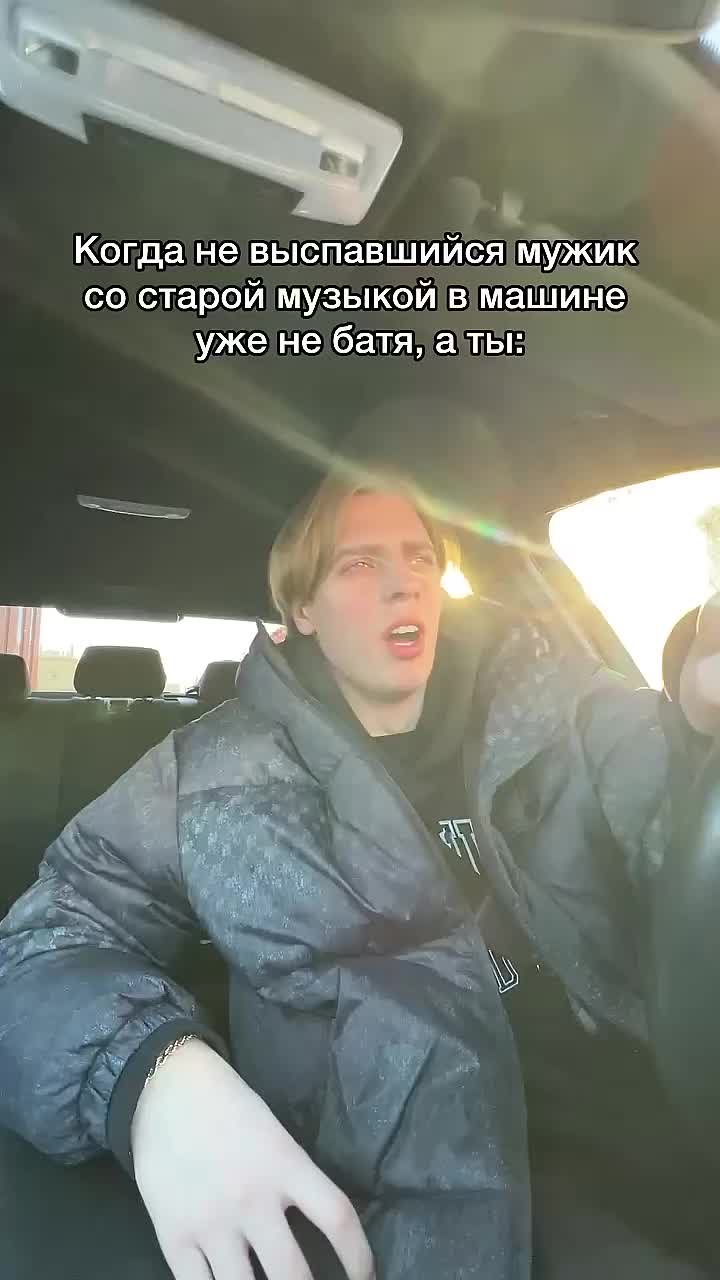 Когда не выспавшийся мужик
со старой музыкой в машине
уже не батя, а ты: